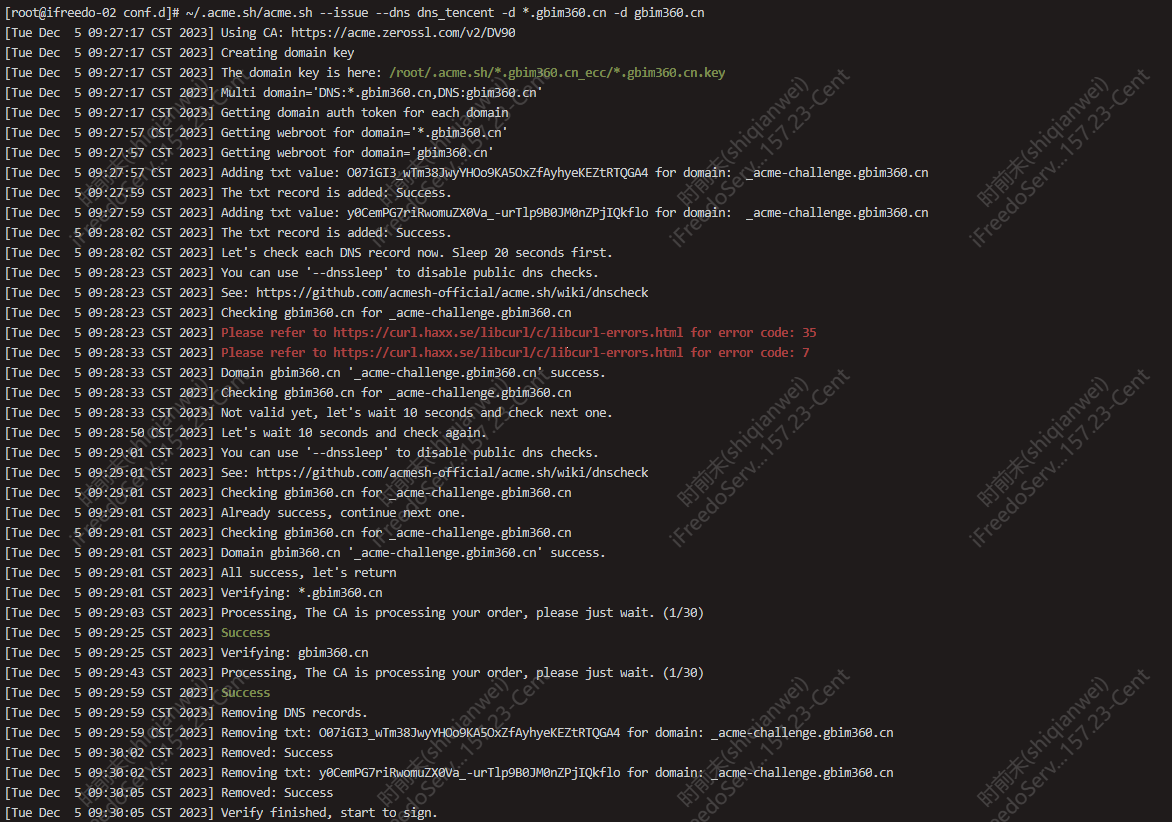 [root@ifreedo-02 conf.d]# ~/.acme.sh/acme.sh --issue --dns dns_tencent -d *.gbim360.cn -d gbim360.cn
[Tue Dec  5 09:27:17 CST 2023] Using CA: https://acme.zerossl.com/v2/DV90
[Tue Dec  5 09:27:17 CST 2023] Creating domain key
[Tue Dec  5 09:27:17 CST 2023] The domain key is here: /root/.acme.sh/*.gbim360.cn_ecc/*.gbim360.cn.key
[Tue Dec  5 09:27:17 CST 2023] Multi domain='DNS:*.gbim360.cn,DNS:gbim360.cn'
[Tue Dec  5 09:27:17 CST 2023] Getting domain auth token for each domain
[Tue Dec  5 09:27:57 CST 2023] Getting webroot for domain='*.gbim360.cn'
[Tue Dec  5 09:27:57 CST 2023] Getting webroot for domain='gbim360.cn'
[Tue Dec  5 09:27:57 CST 2023] Adding txt value: O07iGI3_wTm38JwyYHOo9KA5OxZfAyhyeKEZtRTQGA4 for domain:  _acme-challenge.gbim360.cn
[Tue Dec  5 09:27:59 CST 2023] The txt record is added: Success.
[Tue Dec  5 09:27:59 CST 2023] Adding txt value: y0CemPG7riRwomuZX0Va_-urTlp9B0JM0nZPjIQkflo for domain:  _acme-challenge.gbim360.cn
[Tue Dec  5 09:28:02 CST 2023] The txt record is added: Success.
[Tue Dec  5 09:28:02 CST 2023] Let's check each DNS record now. Sleep 20 seconds first.
[Tue Dec  5 09:28:23 CST 2023] You can use '--dnssleep' to disable public dns checks.
[Tue Dec  5 09:28:23 CST 2023] See: https://github.com/acmesh-official/acme.sh/wiki/dnscheck
[Tue Dec  5 09:28:23 CST 2023] Checking gbim360.cn for _acme-challenge.gbim360.cn
[Tue Dec  5 09:28:23 CST 2023] Please refer to https://curl.haxx.se/libcurl/c/libcurl-errors.html for error code: 35
[Tue Dec  5 09:28:33 CST 2023] Please refer to https://curl.haxx.se/libcurl/c/libcurl-errors.html for error code: 7
[Tue Dec  5 09:28:33 CST 2023] Domain gbim360.cn '_acme-challenge.gbim360.cn' success.
[Tue Dec  5 09:28:33 CST 2023] Checking gbim360.cn for _acme-challenge.gbim360.cn
[Tue Dec  5 09:28:33 CST 2023] Not valid yet, let's wait 10 seconds and check next one.
[Tue Dec  5 09:28:50 CST 2023] Let's wait 10 seconds and check again.
[Tue Dec  5 09:29:01 CST 2023] You can use '--dnssleep' to disable public dns checks.
[Tue Dec  5 09:29:01 CST 2023] See: https://github.com/acmesh-official/acme.sh/wiki/dnscheck
[Tue Dec  5 09:29:01 CST 2023] Checking gbim360.cn for _acme-challenge.gbim360.cn
[Tue Dec  5 09:29:01 CST 2023] Already success, continue next one.
[Tue Dec  5 09:29:01 CST 2023] Checking gbim360.cn for _acme-challenge.gbim360.cn
[Tue Dec  5 09:29:01 CST 2023] Domain gbim360.cn '_acme-challenge.gbim360.cn' success.
[Tue Dec  5 09:29:01 CST 2023] All success, let's return
[Tue Dec  5 09:29:01 CST 2023] Verifying: *.gbim360.cn
[Tue Dec  5 09:29:03 CST 2023] Processing, The CA is processing your order, please just wait. (1/30)
[Tue Dec  5 09:29:25 CST 2023] Success
[Tue Dec  5 09:29:25 CST 2023] Verifying: gbim360.cn
[Tue Dec  5 09:29:43 CST 2023] Processing, The CA is processing your order, please just wait. (1/30)
[Tue Dec  5 09:29:59 CST 2023] Success
[Tue Dec  5 09:29:59 CST 2023] Removing DNS records.
[Tue Dec  5 09:29:59 CST 2023] Removing txt: O07iGI3_wTm38JwyYHOo9KA5OxZfAyhyeKEZtRTQGA4 for domain: _acme-challenge.gbim360.cn
[Tue Dec  5 09:30:02 CST 2023] Removed: Success
[Tue Dec  5 09:30:02 CST 2023] Removing txt: y0CemPG7riRwomuZX0Va_-urTlp9B0JM0nZPjIQkflo for domain: _acme-challenge.gbim360.cn
[Tue Dec  5 09:30:05 CST 2023] Removed: Success
[Tue Dec  5 09:30:05 CST 2023] Verify finished, start to sign.
时前末(shiqianwei)
iFreedoServ...157.23-Cent